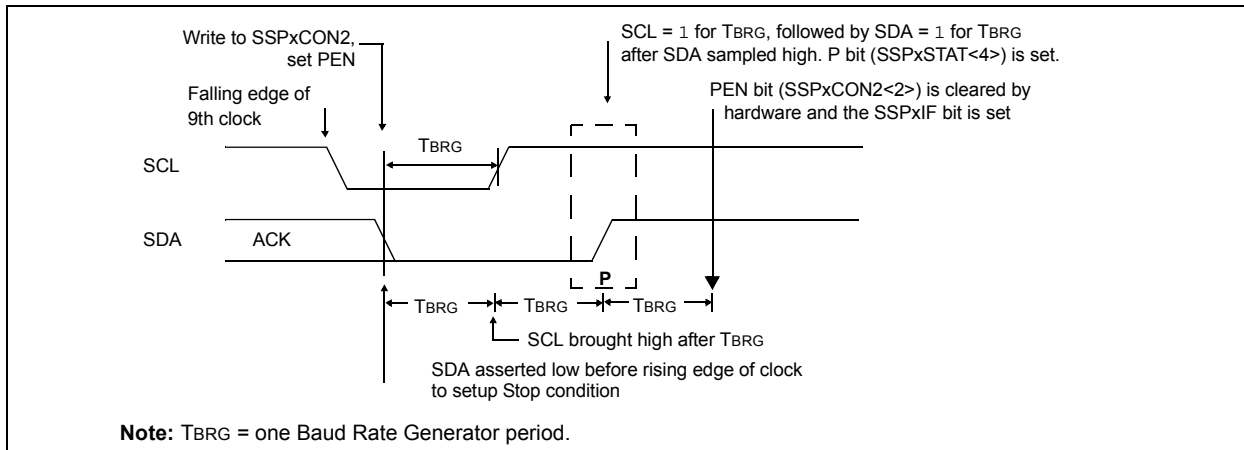 Write to SSPxCON2,
set PEN
SCL = 1 for TBRG, followed by SDA = 1 for TBRG
after SDA sampled high. P bit (SSPxSTAT<4>) is set.
Falling edge of
9th clock
PEN bit (SSPxCON2<2>) is cleared by
hardware and the SSPxIF bit is set
TBRG
SCL
SDA
ACK
P
TBRG
TBRG
TBRG
SCL brought high after TBRG
SDA asserted low before rising edge of clock
to setup Stop condition
Note: TBRG = one Baud Rate Generator period.